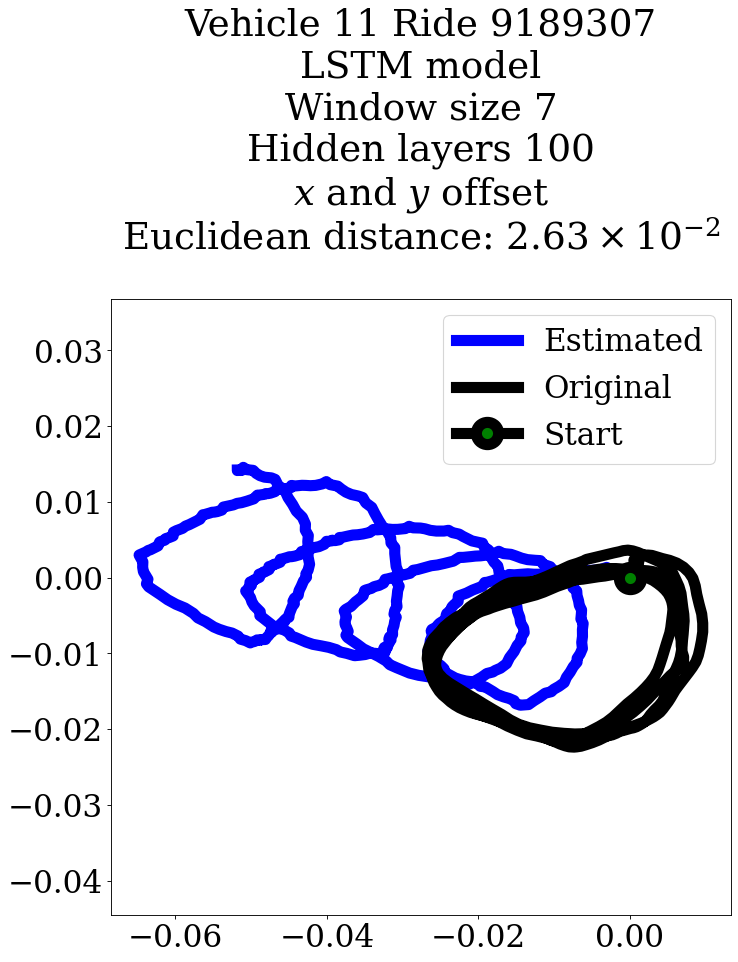 Vehicle 11 Ride 9189307
LSTM model
Window size 7
Hidden layers 100
x and y offset
Euclidean distance: 2.63 × 10⁻²
Estimated
Original
Start
0.03
0.02
0.01
0.00
−0.01
−0.02
−0.03
−0.04
−0.06 −0.04 −0.02 0.00